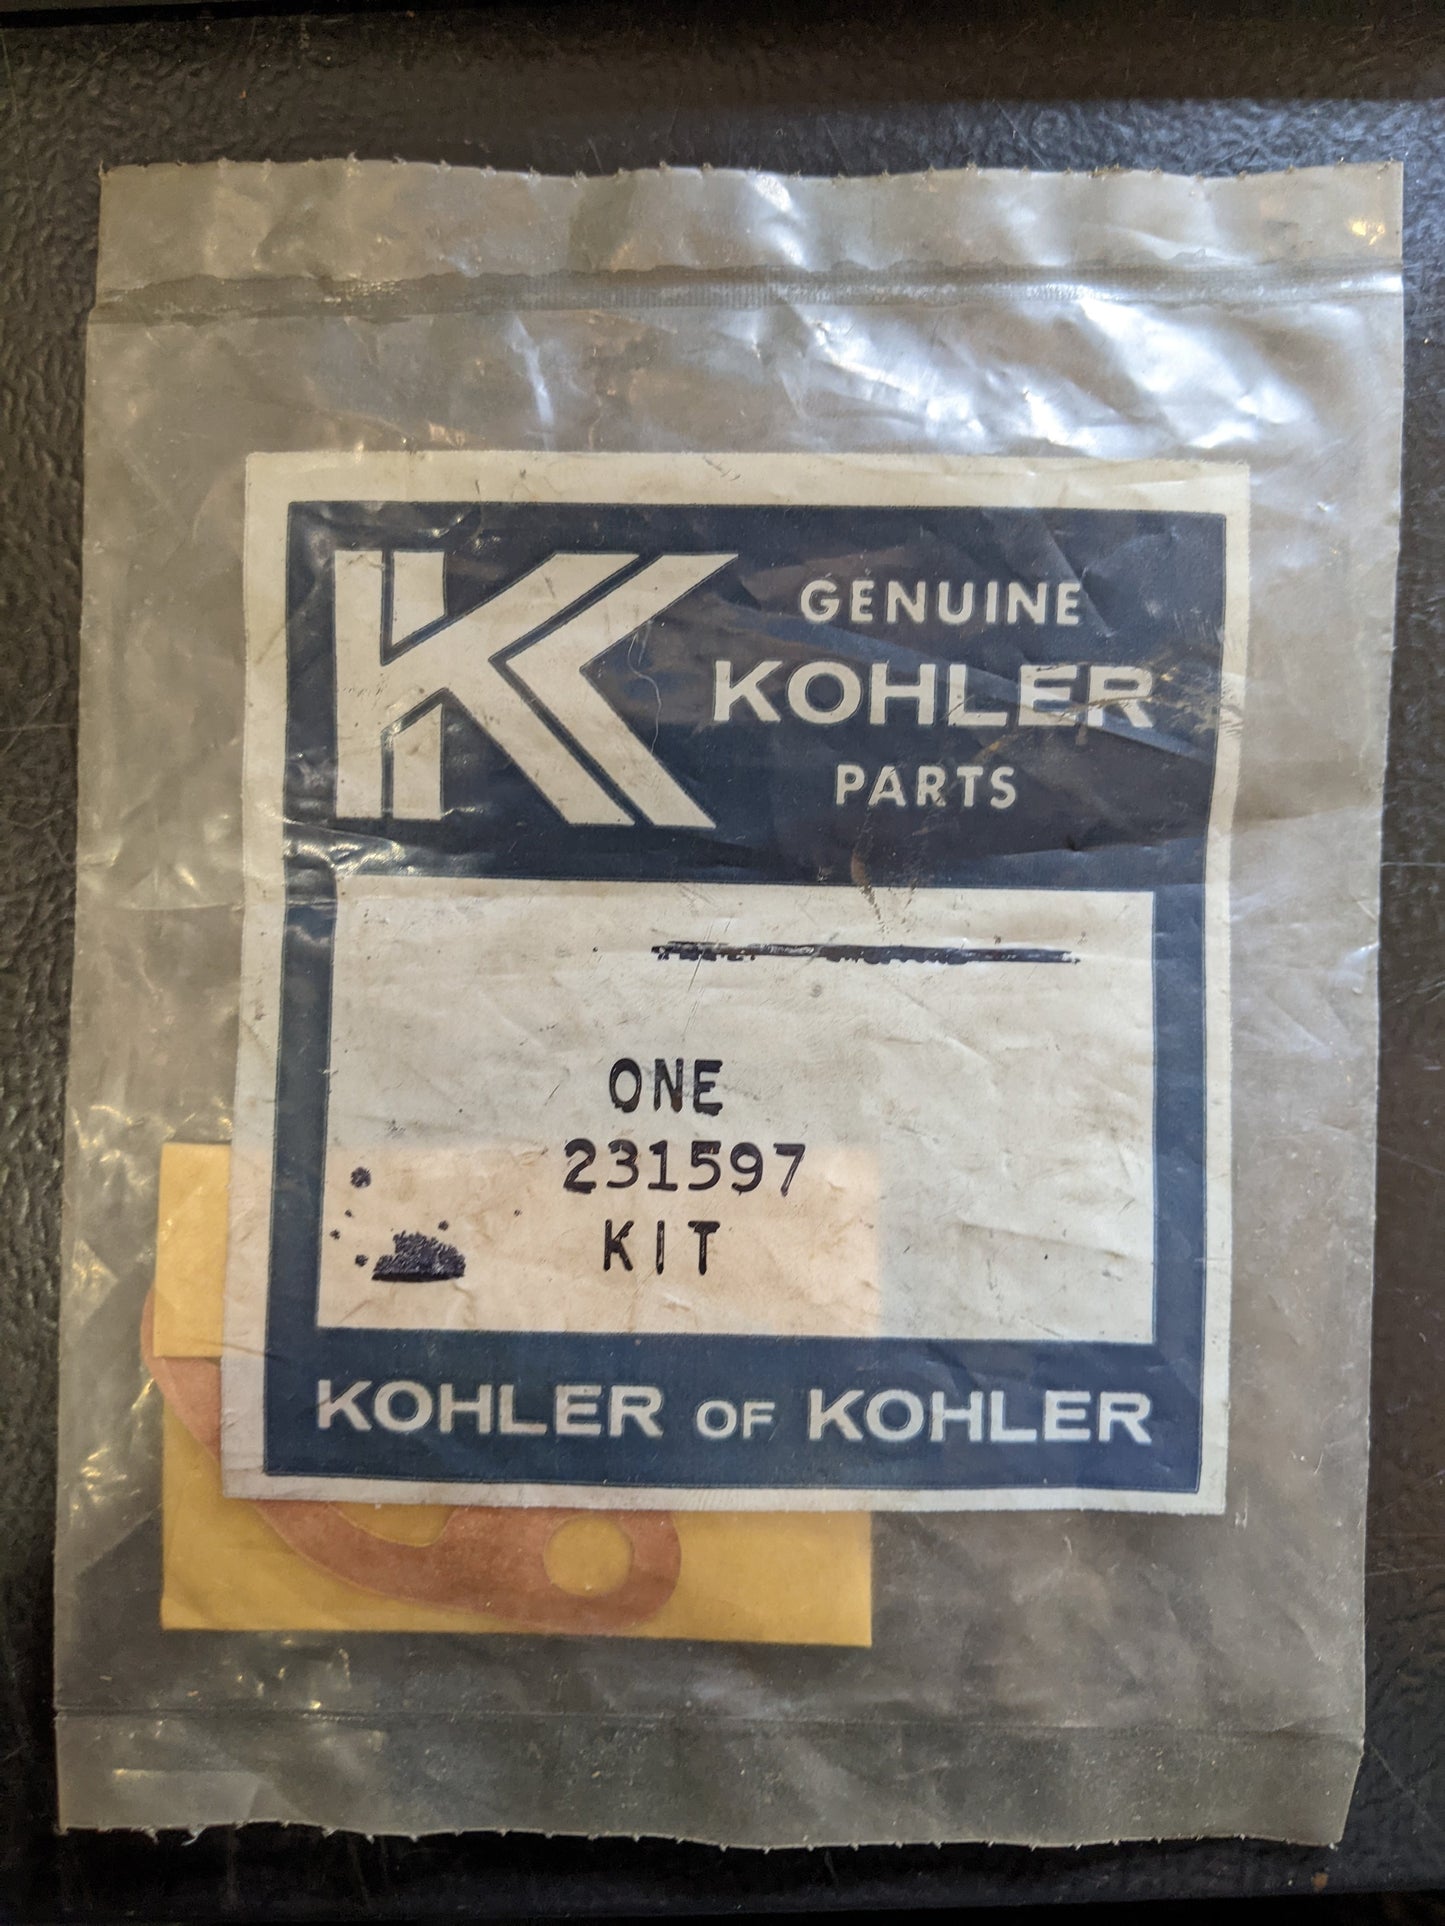 K
GENUINE
KOHLER
PARTS
ONE
231597
KIT
KOHLER OF KOHLER